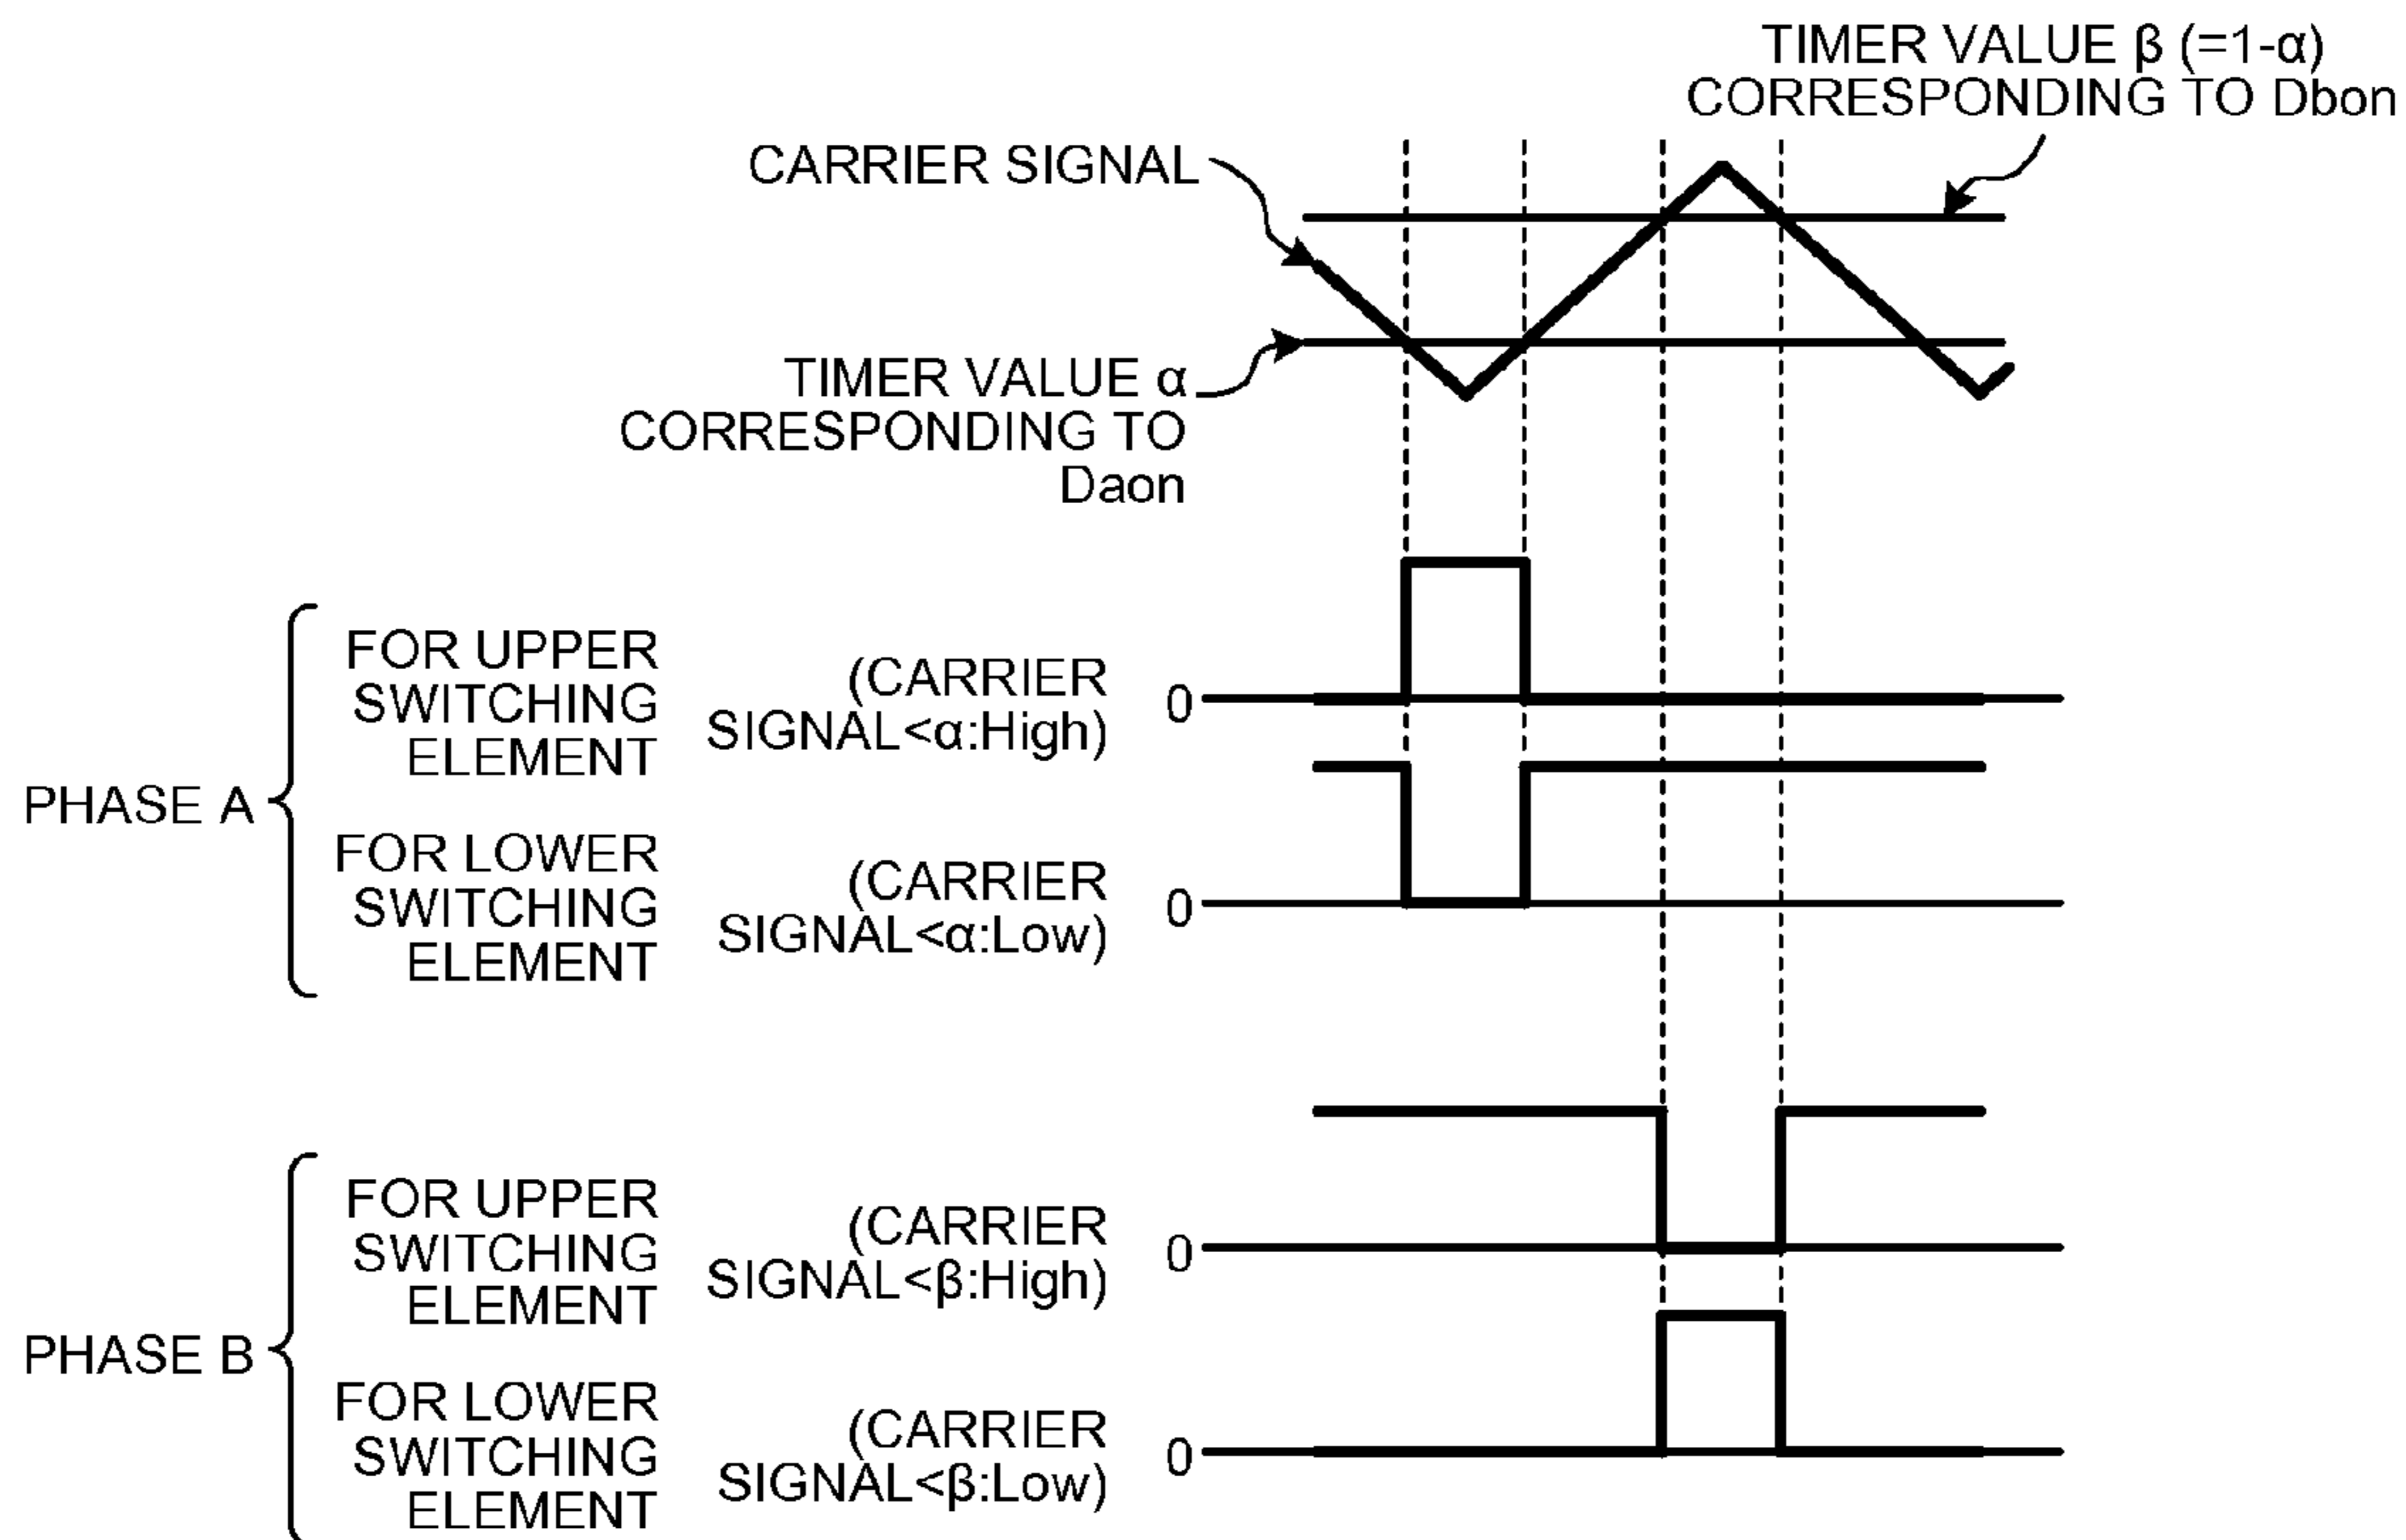 TIMER VALUE β (=1-α)
CORRESPONDING TO Dbon
CARRIER SIGNAL
TIMER VALUE α
CORRESPONDING TO
Daon
PHASE A
FOR UPPER
SWITCHING
ELEMENT
(CARRIER
SIGNAL<α:High)
0
FOR LOWER
SWITCHING
ELEMENT
(CARRIER
SIGNAL<α:Low)
0
PHASE B
FOR UPPER
SWITCHING
ELEMENT
(CARRIER
SIGNAL<β:High)
0
FOR LOWER
SWITCHING
ELEMENT
(CARRIER
SIGNAL<β:Low)
0